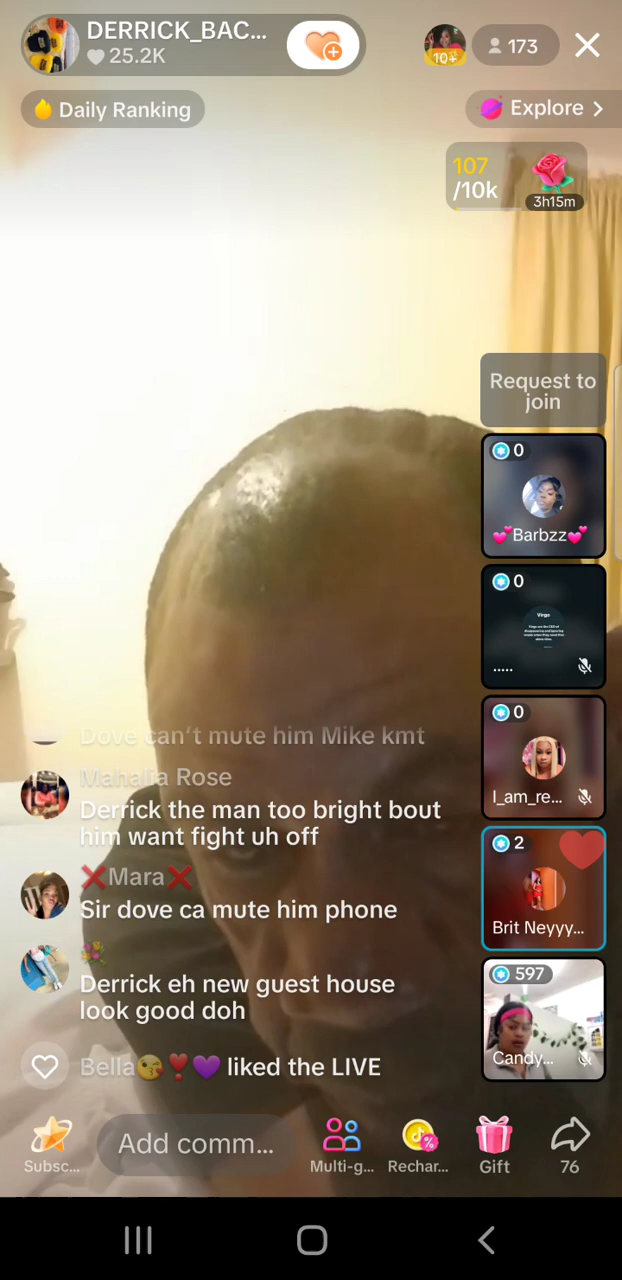 DERRICK_BAC...
25.2K
10+
173
Daily Ranking
Explore
107
/10k
3h15m
Request to
join
0
💕Barbzz💕
0
Virgo
.....
0
I_am_re...
Dove can't mute him Mike kmt
Mahalia Rose
Derrick the man too bright bout
him want fight uh off
2
Brit Neyyy...
❌Mara❌
Sir dove ca mute him phone
💐
Derrick eh new guest house
look good doh
597
Candy...
Bella😘❣️💜 liked the LIVE
Subsc...
Add comm...
Multi-g...
Rechar...
Gift
76